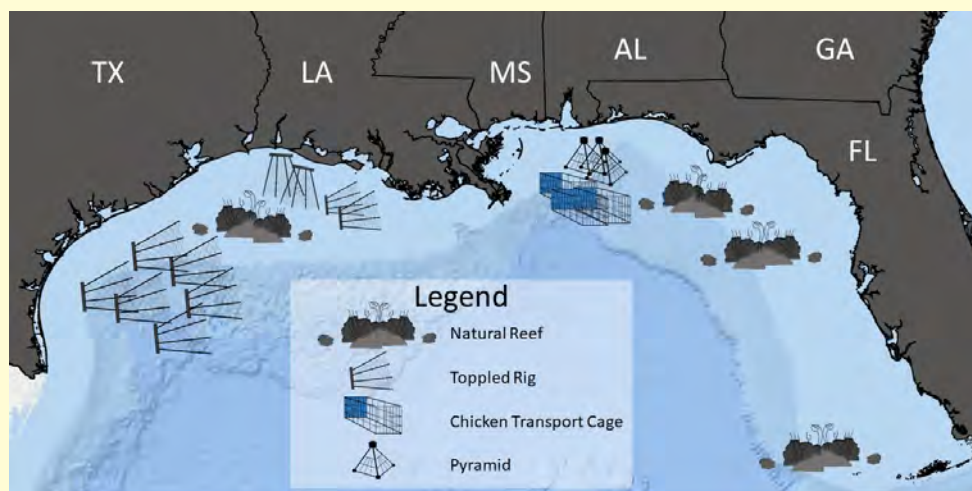 TX
LA
MS
AL
GA
FL
Legend
Natural Reef
Toppled Rig
Chicken Transport Cage
Pyramid